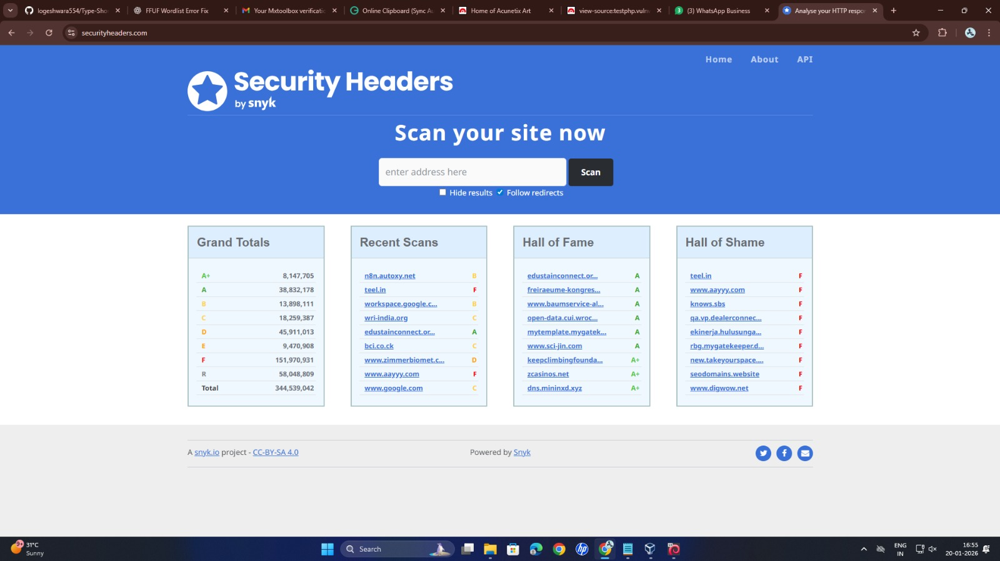 logeshwara554/Type-Sho
FFUF Wordlist Error Fix
Your Mxtoolbox verificatio
Online Clipboard (Sync Au
Home of Acunetix Art
view-source:testphp.vuln
3
(3) WhatsApp Business
Analyse your HTTP respon
securityheaders.com
Home About API
Security Headers
by snyk
Scan your site now
enter address here
Scan
Hide results
Follow redirects
Grand Totals
A+ 8,147,705
A 38,832,178
B 13,898,111
C 18,259,387
D 45,911,013
E 9,470,908
F 151,970,931
R 58,048,809
Total 344,539,042
Recent Scans
n8n.autoxy.net B
teel.in F
workspace.google.c... B
wri-india.org C
edustainconnect.or... A
bci.co.ck C
www.zimmerbiomet.c... D
www.aayyy.com F
www.google.com C
Hall of Fame
edustainconnect.or... A
freiraeume-kongres... A
www.baumservice-al... A
open-data.cui.wroc... A
mytemplate.mygatek... A
www.sci-jin.com A
keepclimbingfounda... A+
zcasinos.net A+
dns.mininxd.xyz A+
Hall of Shame
teel.in F
www.aayyy.com F
knows.sbs F
qa.vp.dealerconnec... F
ekinerja.hulusunga... F
rbg.mygatekeeper.d... F
new.takeyourspace.... F
seodomains.website F
www.digwow.net F
A snyk.io project - CC-BY-SA 4.0
Powered by Snyk
9+
31°C
Sunny
Search
hp
ENG
IN
16:55
20-01-2026